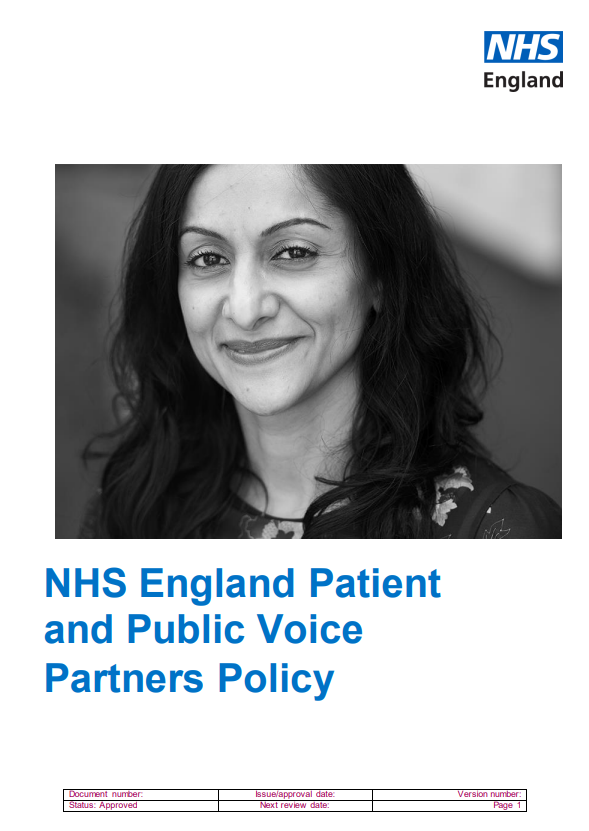 NHS
England
NHS England Patient
and Public Voice
Partners Policy
Document number: Issue/approval date: Version number:
Status: Approved Next review date: Page 1